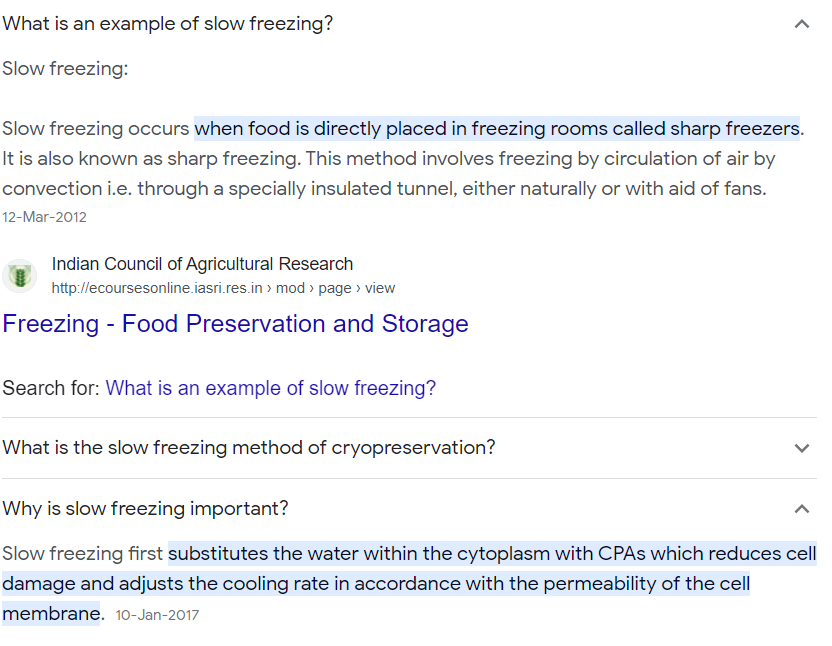 What is an example of slow freezing?
Slow freezing:
Slow freezing occurs when food is directly placed in freezing rooms called sharp freezers.
It is also known as sharp freezing. This method involves freezing by circulation of air by
convection i.e. through a specially insulated tunnel, either naturally or with aid of fans.
12-Mar-2012
Indian Council of Agricultural Research
http://ecoursesonline.iasri.res.in › mod › page › view
Freezing - Food Preservation and Storage
Search for: What is an example of slow freezing?
What is the slow freezing method of cryopreservation?
Why is slow freezing important?
Slow freezing first substitutes the water within the cytoplasm with CPAs which reduces cell
damage and adjusts the cooling rate in accordance with the permeability of the cell
membrane. 10-Jan-2017